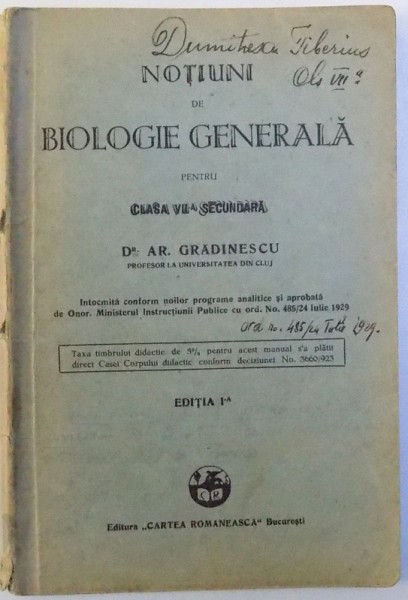 Dumitrescu Tiberius
Cls VII a
NOȚIUNI
DE
BIOLOGIE GENERALĂ
PENTRU
CLASA VII-A SECUNDARĂ
DR. AR. GRĂDINESCU
PROFESOR LA UNIVERSITATEA DIN CLUJ
Intocmită conform noilor programe analitice și aprobată
de Onor. Ministerul Instrucțiunii Publice cu ord. No. 485/24 Iulie 1929
ord no. 485/24 Iulie 1929.
Taxa timbrului didactic de 5% pentru acest manual s'a plătit
direct Casei Corpului didactic conform deciziunei No. 5660/925
EDIȚIA I-A
C R
Editura „CARTEA ROMANEASCA" București